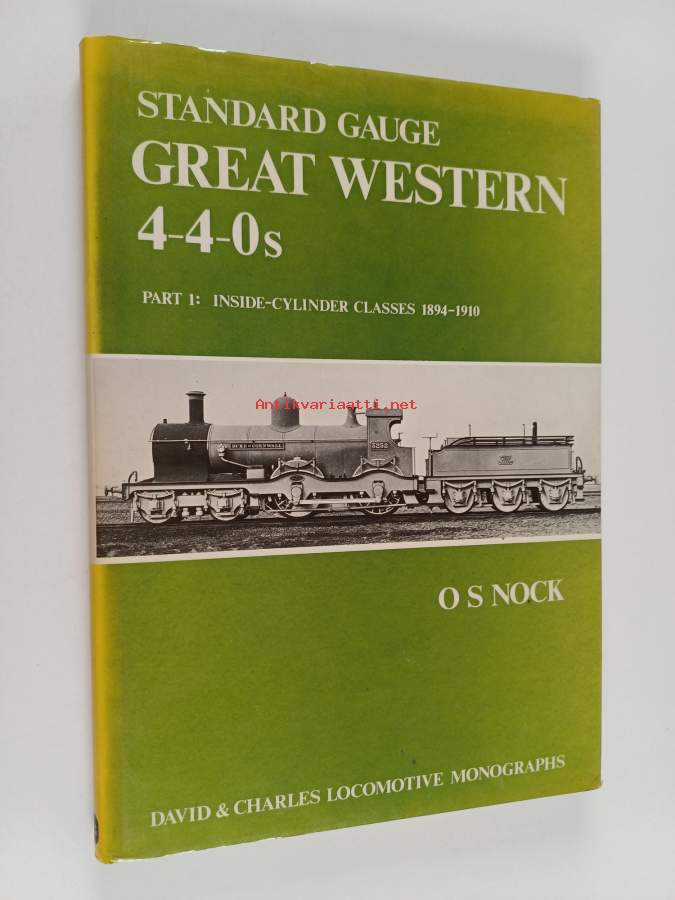 STANDARD GAUGE
GREAT WESTERN
4-4-0s
PART 1: INSIDE-CYLINDER CLASSES 1894-1910
Antikvariaatti.net
DUKE OF CORNWALL
3252
O S NOCK
DAVID & CHARLES LOCOMOTIVE MONOGRAPHS